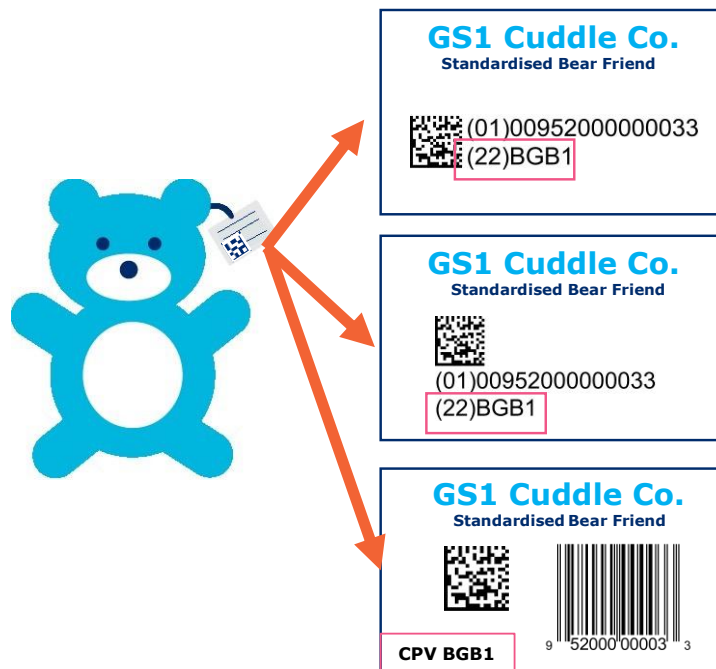 GS1 Cuddle Co.
Standardised Bear Friend
(01)00952000000033
(22)BGB1
GS1 Cuddle Co.
Standardised Bear Friend
(01)00952000000033
(22)BGB1
GS1 Cuddle Co.
Standardised Bear Friend
9 52000 00003 3
CPV BGB1